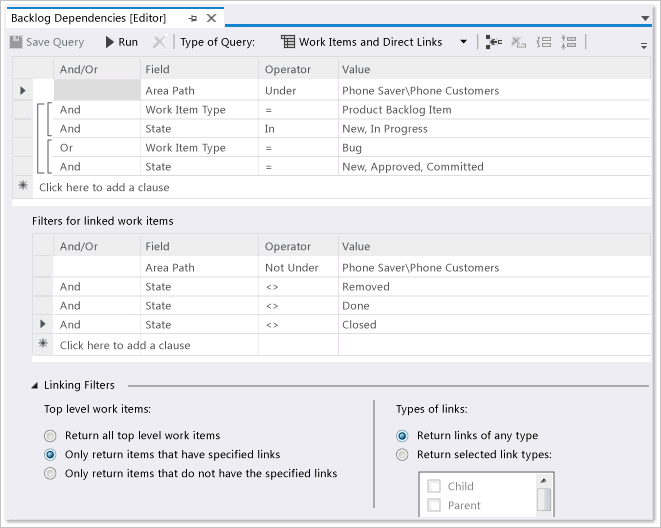 Backlog Dependencies [Editor]
Save Query Run Type of Query: Work Items and Direct Links
And/Or Field Operator Value
Area Path Under Phone Saver\Phone Customers
And Work Item Type = Product Backlog Item
And State In New, In Progress
Or Work Item Type = Bug
And State = New, Approved, Committed
Click here to add a clause
Filters for linked work items
And/Or Field Operator Value
Area Path Not Under Phone Saver\Phone Customers
And State <> Removed
And State <> Done
And State <> Closed
Click here to add a clause
Linking Filters
Top level work items:
Return all top level work items
Only return items that have specified links
Only return items that do not have the specified links
Types of links:
Return links of any type
Return selected link types:
Child
Parent